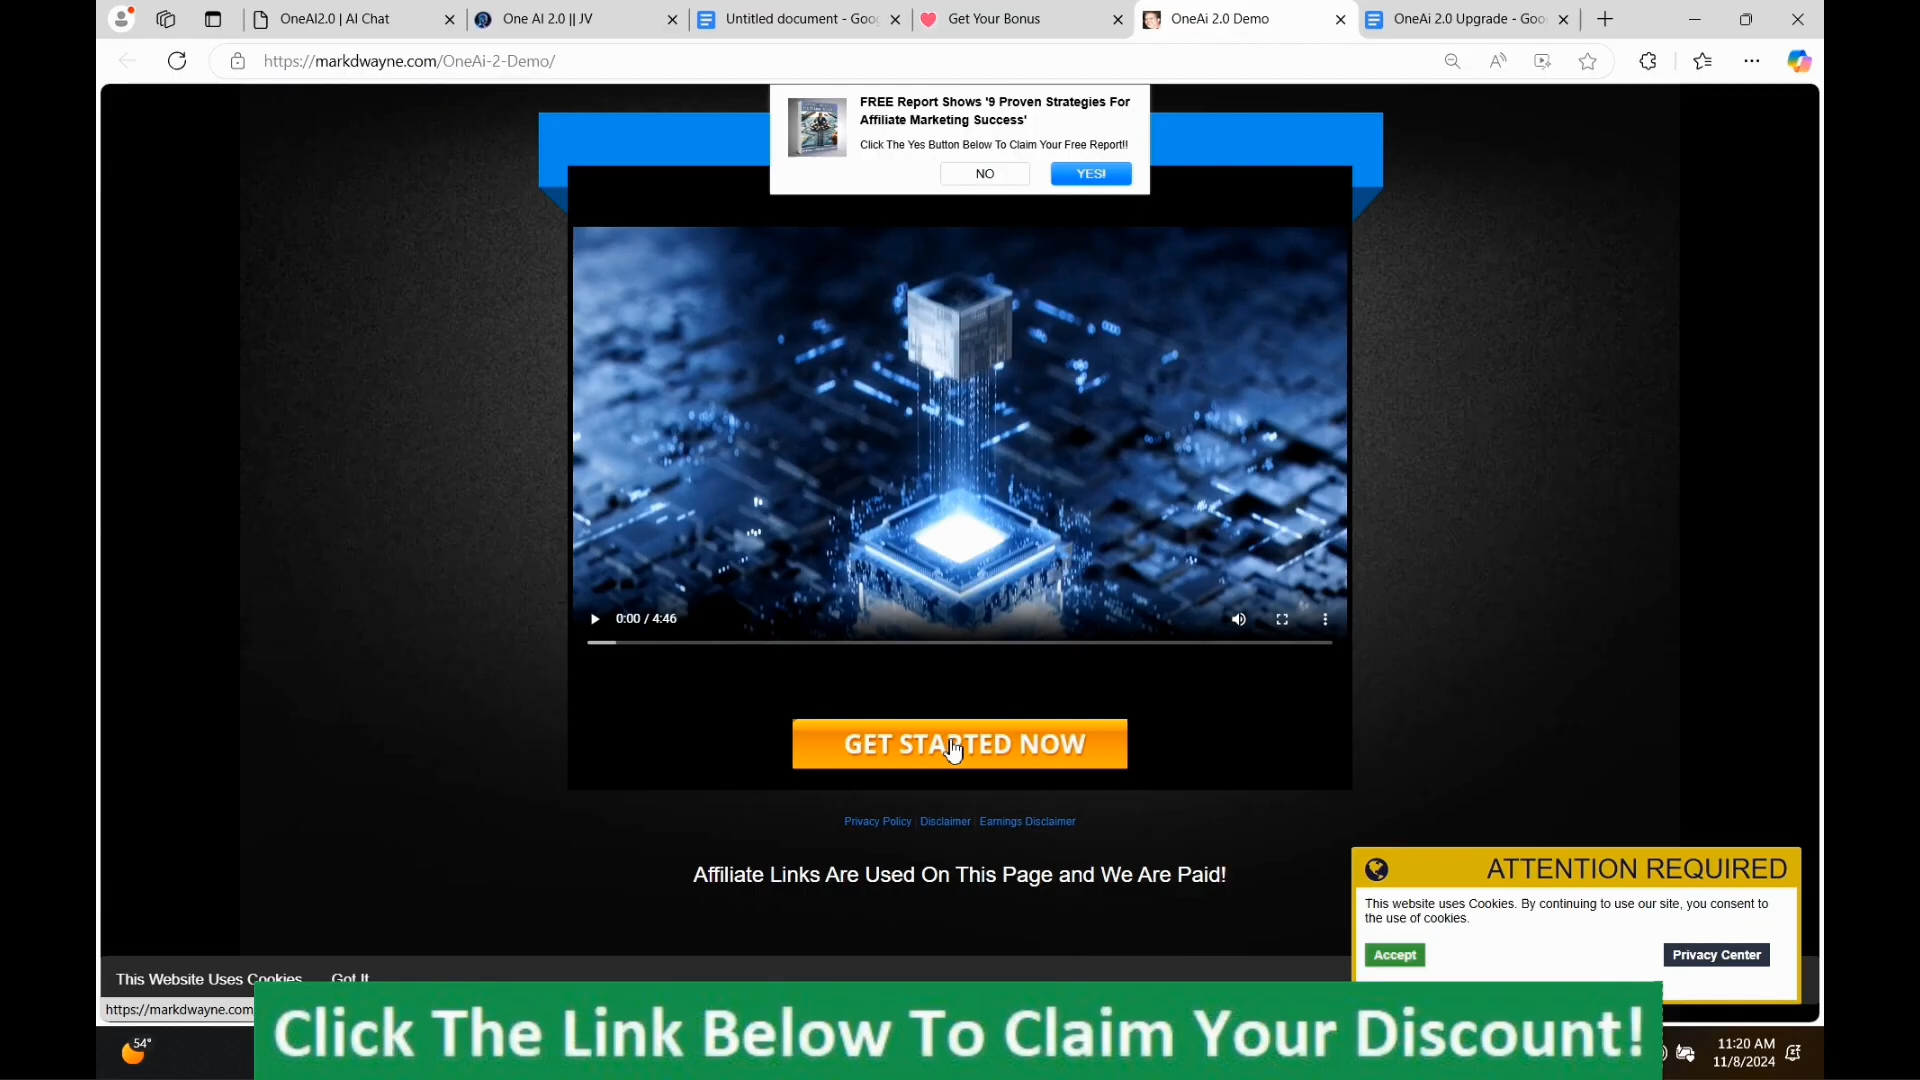 OneAI2.0 | AI Chat
One AI 2.0 || JV
Untitled document - Goo
Get Your Bonus
OneAi 2.0 Demo
OneAi 2.0 Upgrade - Goo
https://markdwayne.com/OneAi-2-Demo/
FREE Report Shows '9 Proven Strategies For
Affiliate Marketing Success'
Click The Yes Button Below To Claim Your Free Report!!
NO
YES!
0:00 / 4:46
GET STARTED NOW
Privacy Policy | Disclaimer | Earnings Disclaimer
Affiliate Links Are Used On This Page and We Are Paid!
ATTENTION REQUIRED
This website uses Cookies. By continuing to use our site, you consent to
the use of cookies.
Accept
Privacy Center
This Website Uses Cookies
Got It
https://markdwayne.com
Click The Link Below To Claim Your Discount!
54°
11:20 AM
11/8/2024